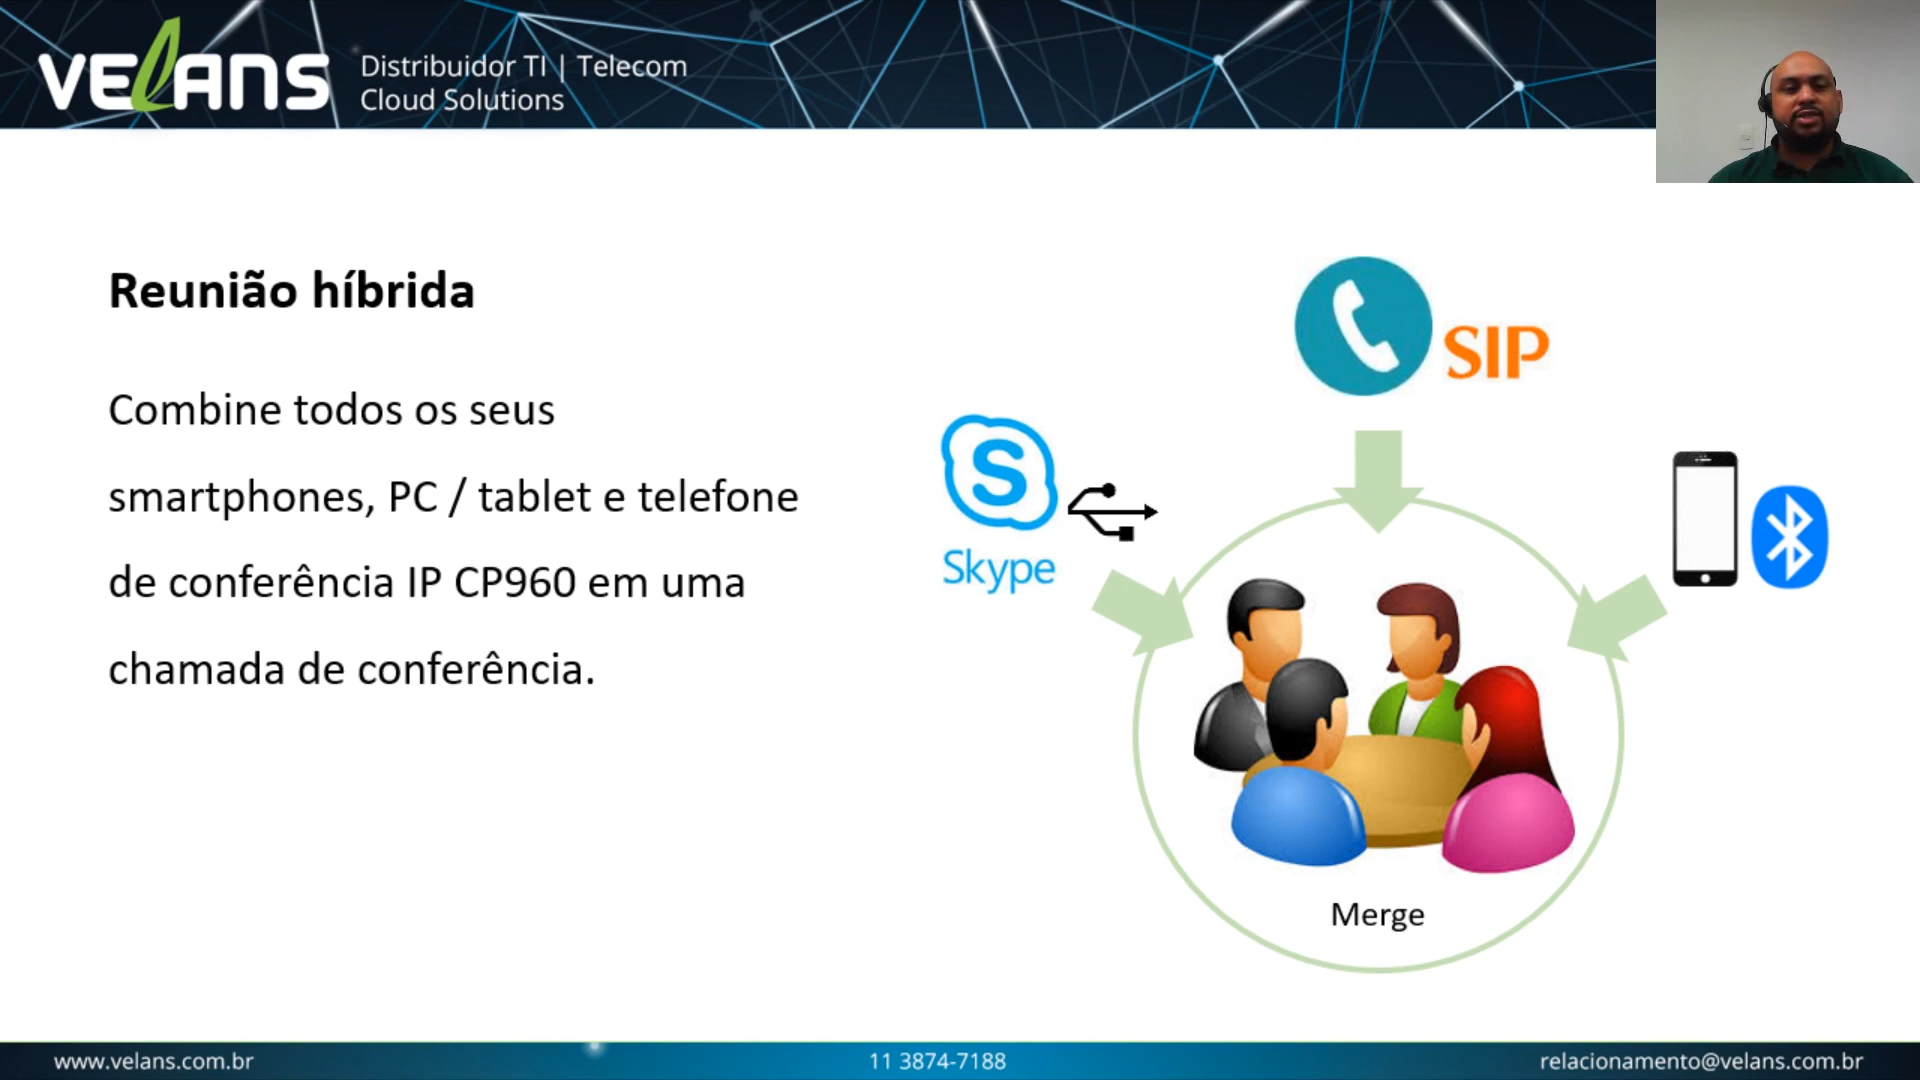 VELANS
Distribuidor TI | Telecom
Cloud Solutions
Reunião híbrida
Combine todos os seus
smartphones, PC / tablet e telefone
de conferência IP CP960 em uma
chamada de conferência.
SIP
S
Skype
Merge
www.velans.com.br
11 3874-7188
relacionamento@velans.com.br